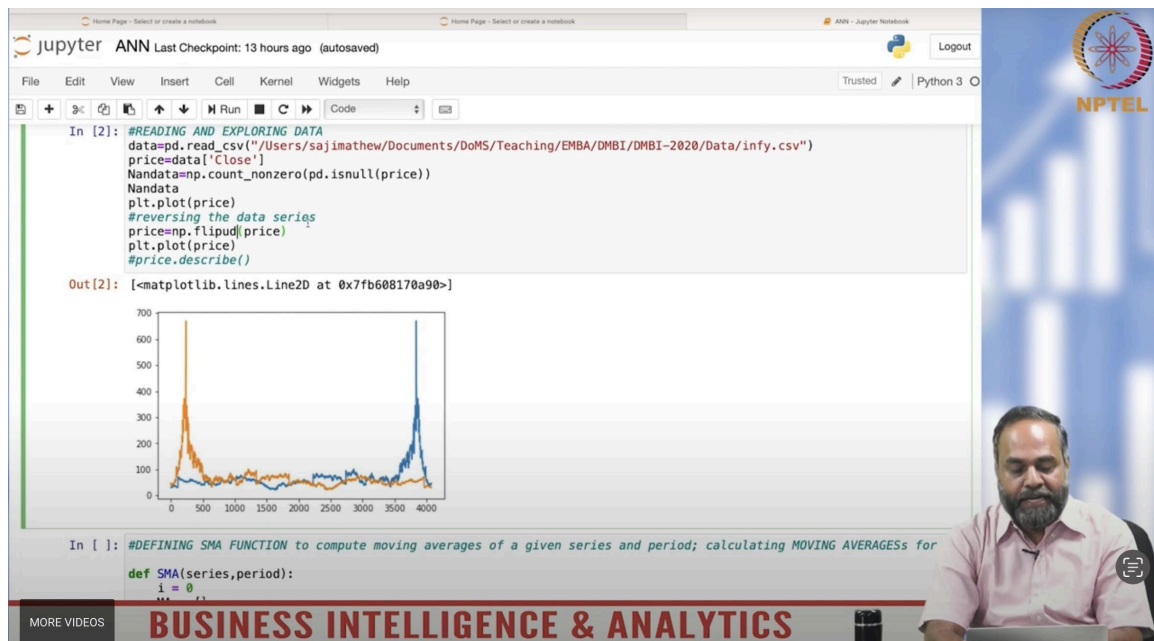 Home Page - Select or create a notebook
Home Page - Select or create a notebook
ANN - Jupyter Notebook
jupyter ANN Last Checkpoint: 13 hours ago (autosaved)
Logout
File Edit View Insert Cell Kernel Widgets Help
Trusted
Python 3
Run
Code
NPTEL
In [2]: #READING AND EXPLORING DATA
data=pd.read_csv("/Users/sajimathew/Documents/DoMS/Teaching/EMBA/DMBI/DMBI-2020/Data/infy.csv")
price=data['Close']
Nandata=np.count_nonzero(pd.isnull(price))
Nandata
plt.plot(price)
#reversing the data series
price=np.flipud(price)
plt.plot(price)
#price.describe()
Out[2]: [<matplotlib.lines.Line2D at 0x7fb608170a90>]
700
600
500
400
300
200
100
0
0 500 1000 1500 2000 2500 3000 3500 4000
In [ ]: #DEFINING SMA FUNCTION to compute moving averages of a given series and period; calculating MOVING AVERAGESs for
def SMA(series,period):
i = 0
MORE VIDEOS
BUSINESS INTELLIGENCE & ANALYTICS